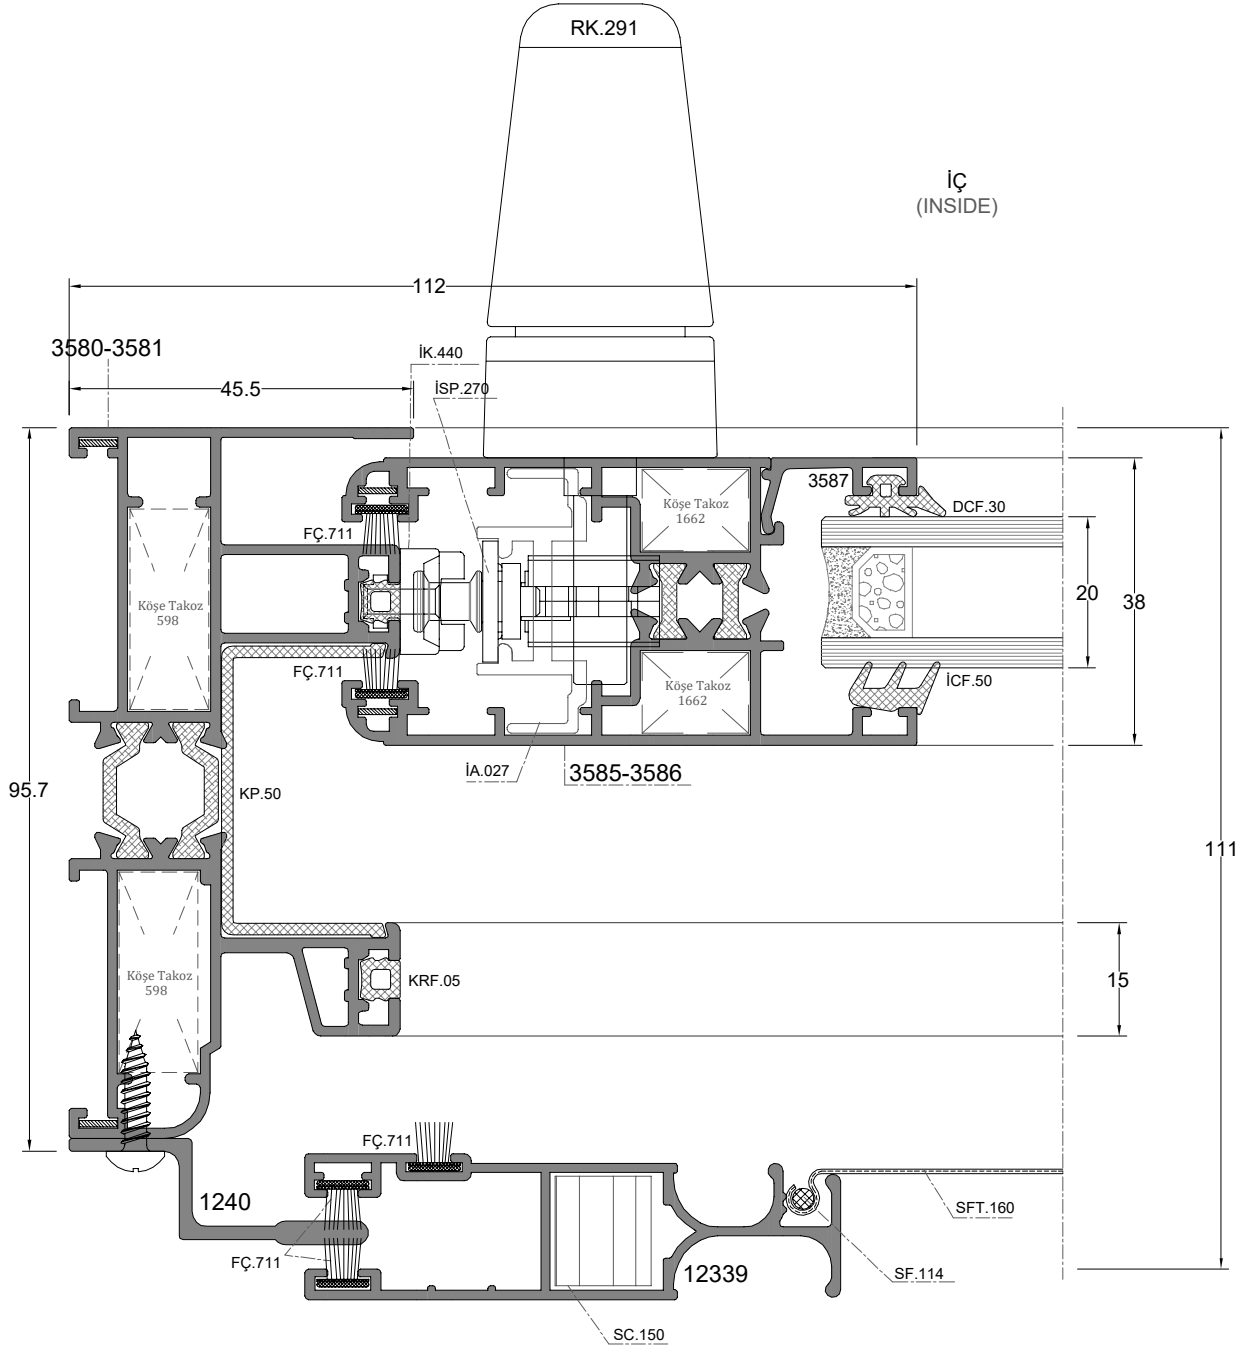 RK.291
İÇ
(INSIDE)
112
3580-3581
İK.440
45.5
İSP.270
3587
DCF.30
FÇ.711
Köşe Takoz
1662
Köşe Takoz
598
20
38
FÇ.711
Köşe Takoz
1662
İCF.50
İA.027
3585-3586
95.7
KP.50
111
Köşe Takoz
598
KRF.05
15
FÇ.711
1240
SFT.160
FÇ.711
12339
SF.114
SC.150